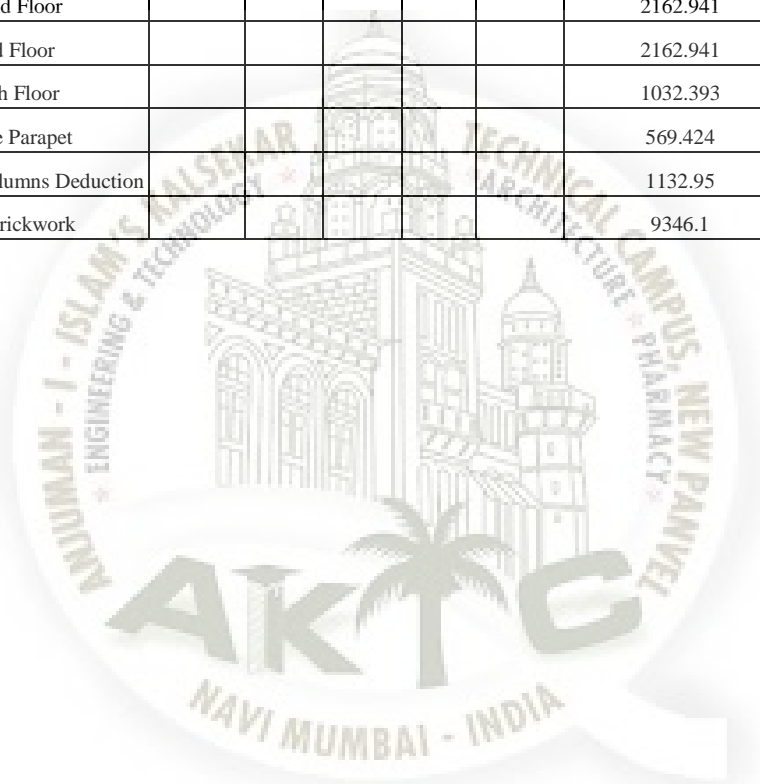 d Floor 2162.941
d Floor 2162.941
h Floor 1032.393
e Parapet 569.424
lumns Deduction 1132.95
rickwork 9346.1
ANJUMAN - I - ISLAM'S KALSEKAR TECHNICAL CAMPUS, NEW PANVEL
ENGINEERING & TECHNOLOGY ARCHITECTURE PHARMACY
AKTC
NAVI MUMBAI - INDIA